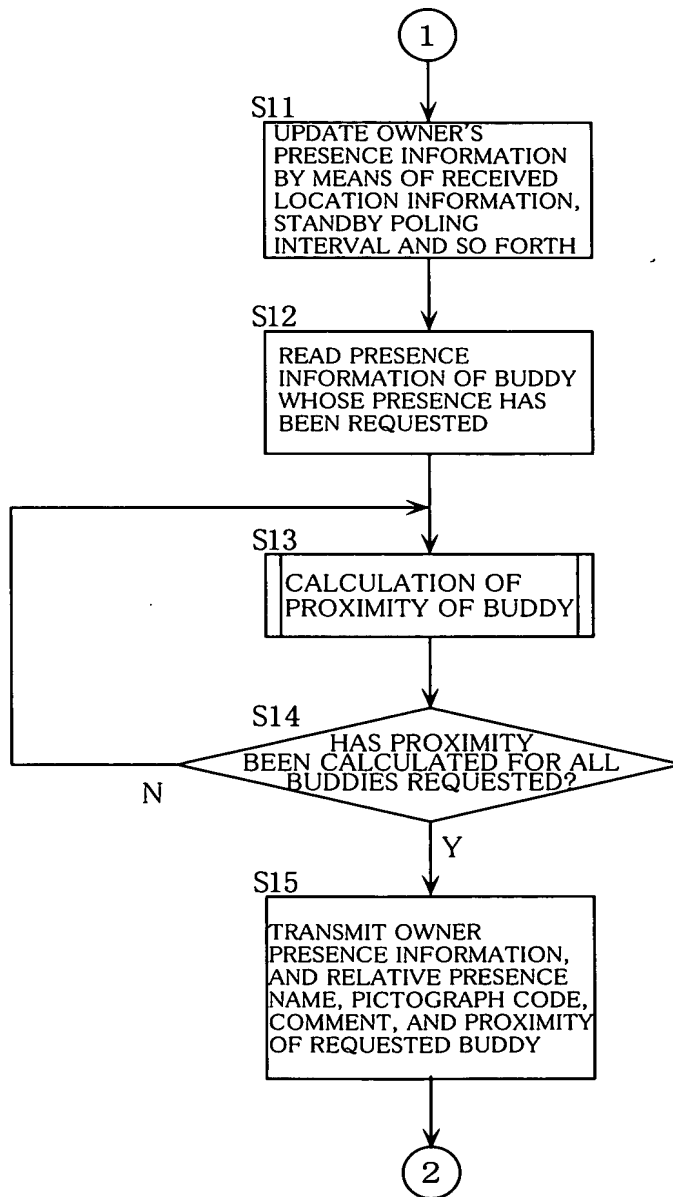 1
S11
UPDATE OWNER'S
PRESENCE INFORMATION
BY MEANS OF RECEIVED
LOCATION INFORMATION,
STANDBY POLING
INTERVAL AND SO FORTH
S12
READ PRESENCE
INFORMATION OF BUDDY
WHOSE PRESENCE HAS
BEEN REQUESTED
S13
CALCULATION OF
PROXIMITY OF BUDDY
S14
HAS PROXIMITY
BEEN CALCULATED FOR ALL
BUDDIES REQUESTED?
N
Y
S15
TRANSMIT OWNER
PRESENCE INFORMATION,
AND RELATIVE PRESENCE
NAME, PICTOGRAPH CODE,
COMMENT, AND PROXIMITY
OF REQUESTED BUDDY
2